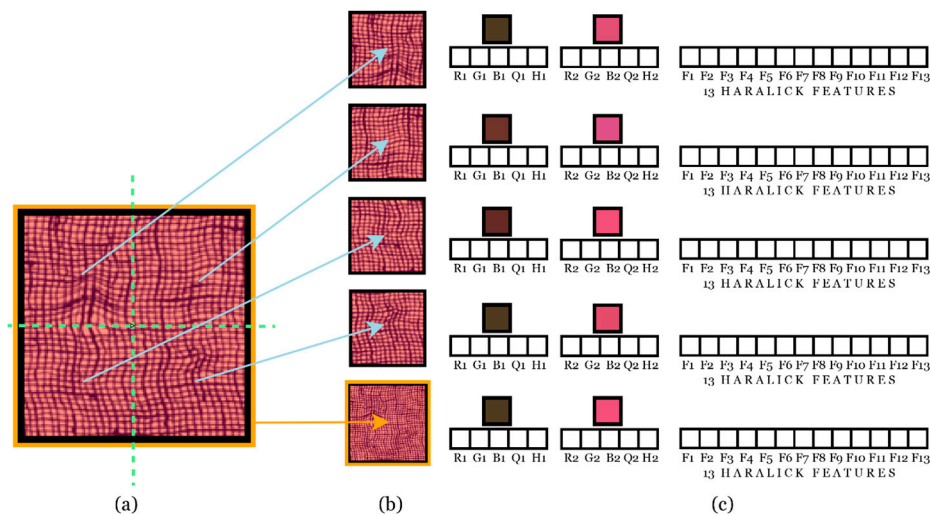 R1 G1 B1 Q1 H1 R2 G2 B2 Q2 H2 F1 F2 F3 F4 F5 F6 F7 F8 F9 F10 F11 F12 F13
13 HARALICK FEATURES
R1 G1 B1 Q1 H1 R2 G2 B2 Q2 H2 F1 F2 F3 F4 F5 F6 F7 F8 F9 F10 F11 F12 F13
13 HARALICK FEATURES
R1 G1 B1 Q1 H1 R2 G2 B2 Q2 H2 F1 F2 F3 F4 F5 F6 F7 F8 F9 F10 F11 F12 F13
13 HARALICK FEATURES
R1 G1 B1 Q1 H1 R2 G2 B2 Q2 H2 F1 F2 F3 F4 F5 F6 F7 F8 F9 F10 F11 F12 F13
13 HARALICK FEATURES
R1 G1 B1 Q1 H1 R2 G2 B2 Q2 H2 F1 F2 F3 F4 F5 F6 F7 F8 F9 F10 F11 F12 F13
13 HARALICK FEATURES
(a) (b) (c)